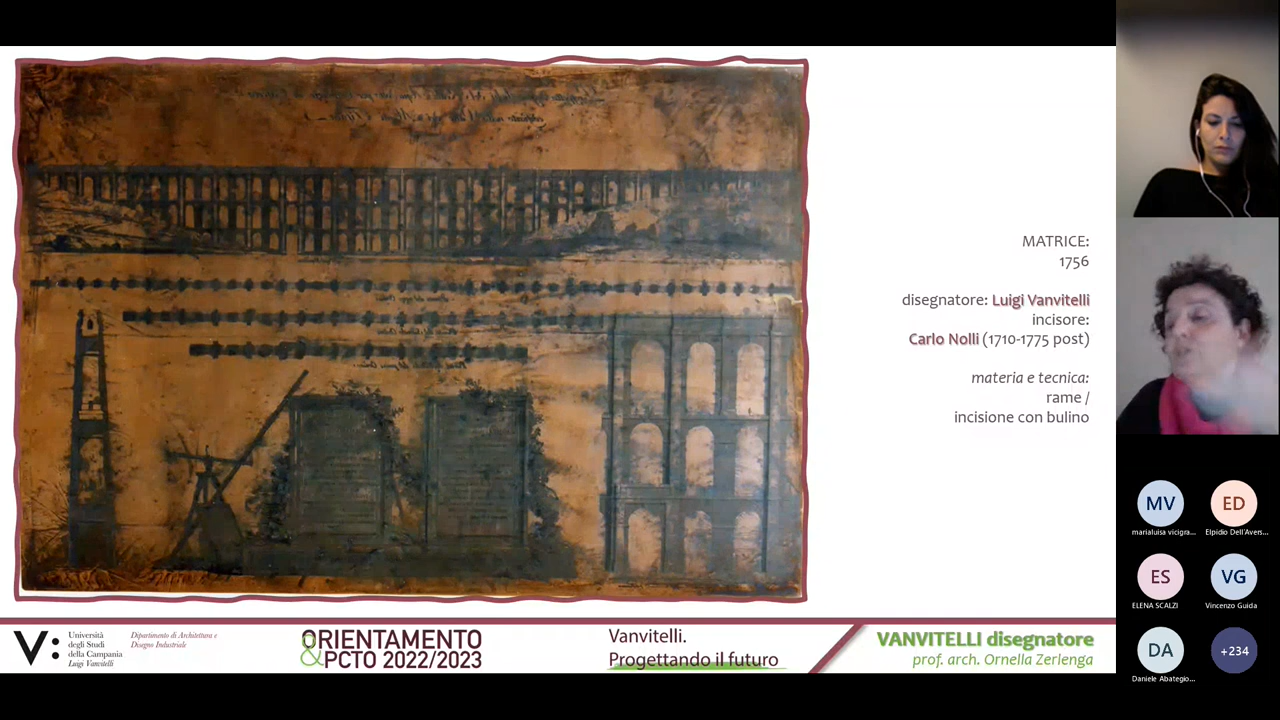 MATRICE:
1756
disegnatore: Luigi Vanvitelli
incisore:
Carlo Nolli (1710-1775 post)
materia e tecnica:
rame /
incisione con bulino
V:
Università
degli Studi
della Campania
Luigi Vanvitelli
Dipartimento di Architettura e
Disegno Industriale
ORIENTAMENTO
&PCTO 2022/2023
Vanvitelli.
Progettando il futuro
VANVITELLI disegnatore
prof. arch. Ornella Zerlenga
MV
marialuisa vicigra...
ED
Elpidio Dell'Avers...
ES
ELENA SCALZI
VG
Vincenzo Guida
DA
Daniele Abategio...
+234